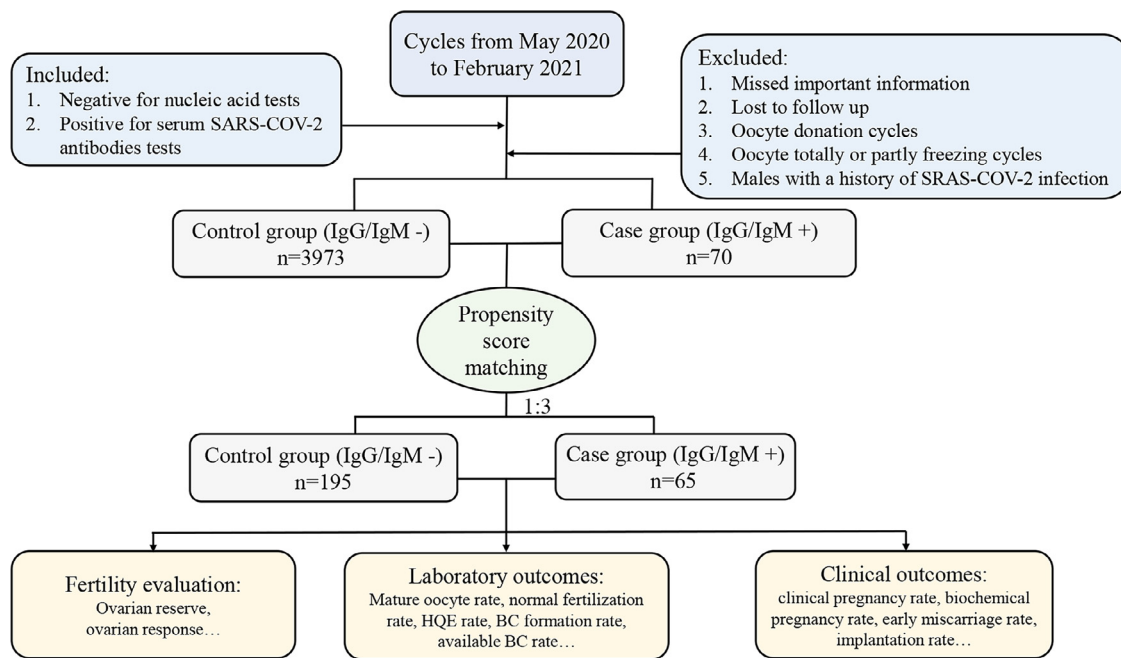 Cycles from May 2020
to February 2021
Included:
1. Negative for nucleic acid tests
2. Positive for serum SARS-COV-2
antibodies tests
Excluded:
1. Missed important information
2. Lost to follow up
3. Oocyte donation cycles
4. Oocyte totally or partly freezing cycles
5. Males with a history of SRAS-COV-2 infection
Control group (IgG/IgM -)
n=3973
Case group (IgG/IgM +)
n=70
Propensity
score
matching
1:3
Control group (IgG/IgM -)
n=195
Case group (IgG/IgM +)
n=65
Fertility evaluation:
Ovarian reserve,
ovarian response…
Laboratory outcomes:
Mature oocyte rate, normal fertilization
rate, HQE rate, BC formation rate,
available BC rate…
Clinical outcomes:
clinical pregnancy rate, biochemical
pregnancy rate, early miscarriage rate,
implantation rate…